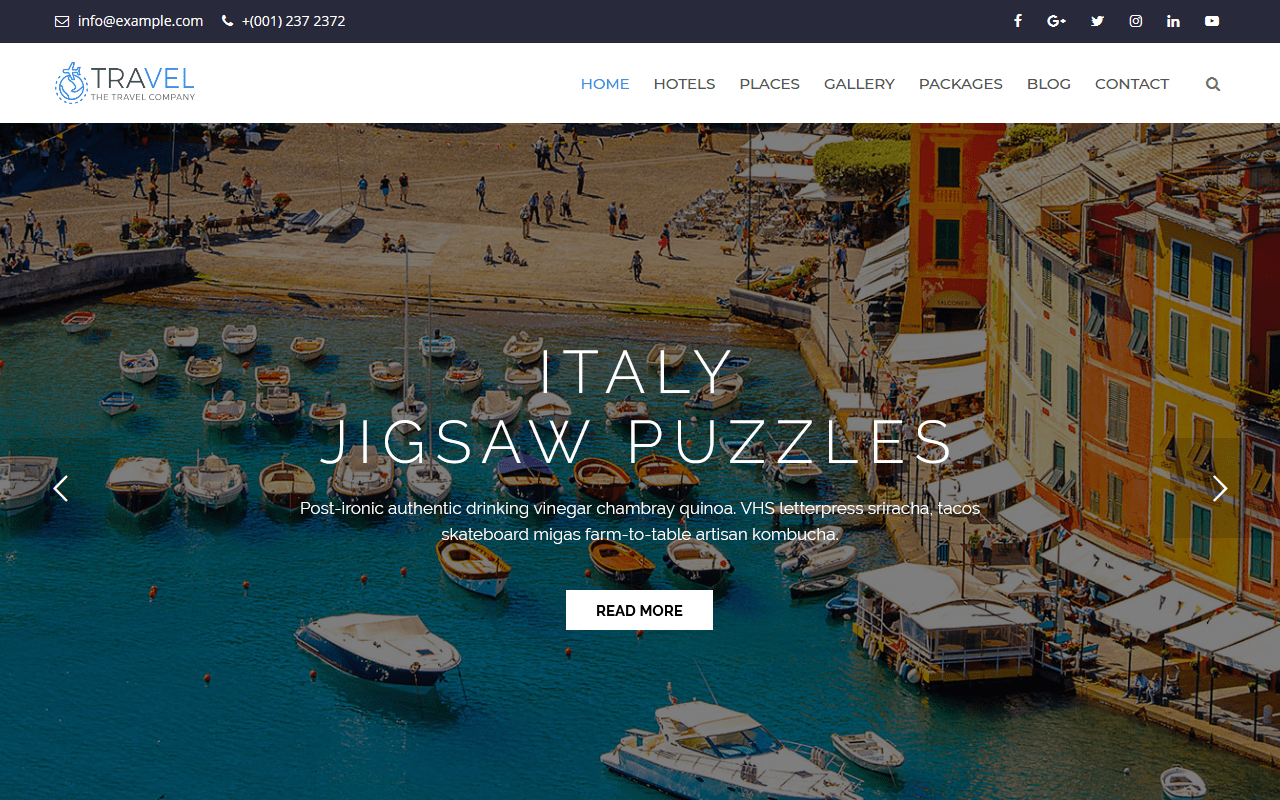 info@example.com +(001) 237 2372
TRAVEL
THE TRAVEL COMPANY
HOME HOTELS PLACES GALLERY PACKAGES BLOG CONTACT
SALCONESI
ITALY
JIGSAW PUZZLES
Post-ironic authentic drinking vinegar chambray quinoa. VHS letterpress sriracha, tacos
skateboard migas farm-to-table artisan kombucha.
READ MORE